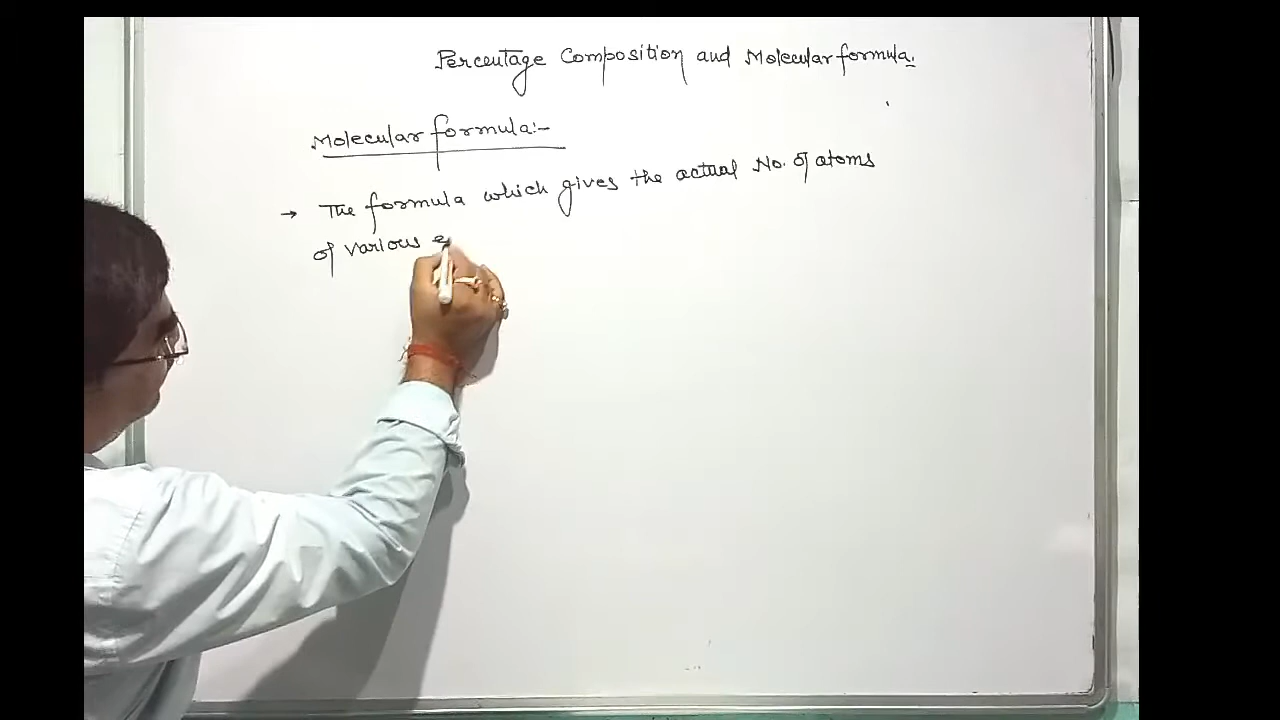 Percentage Composition and Molecular formula.
Molecular formula:-
→ The formula which gives the actual No. of atoms
of various e